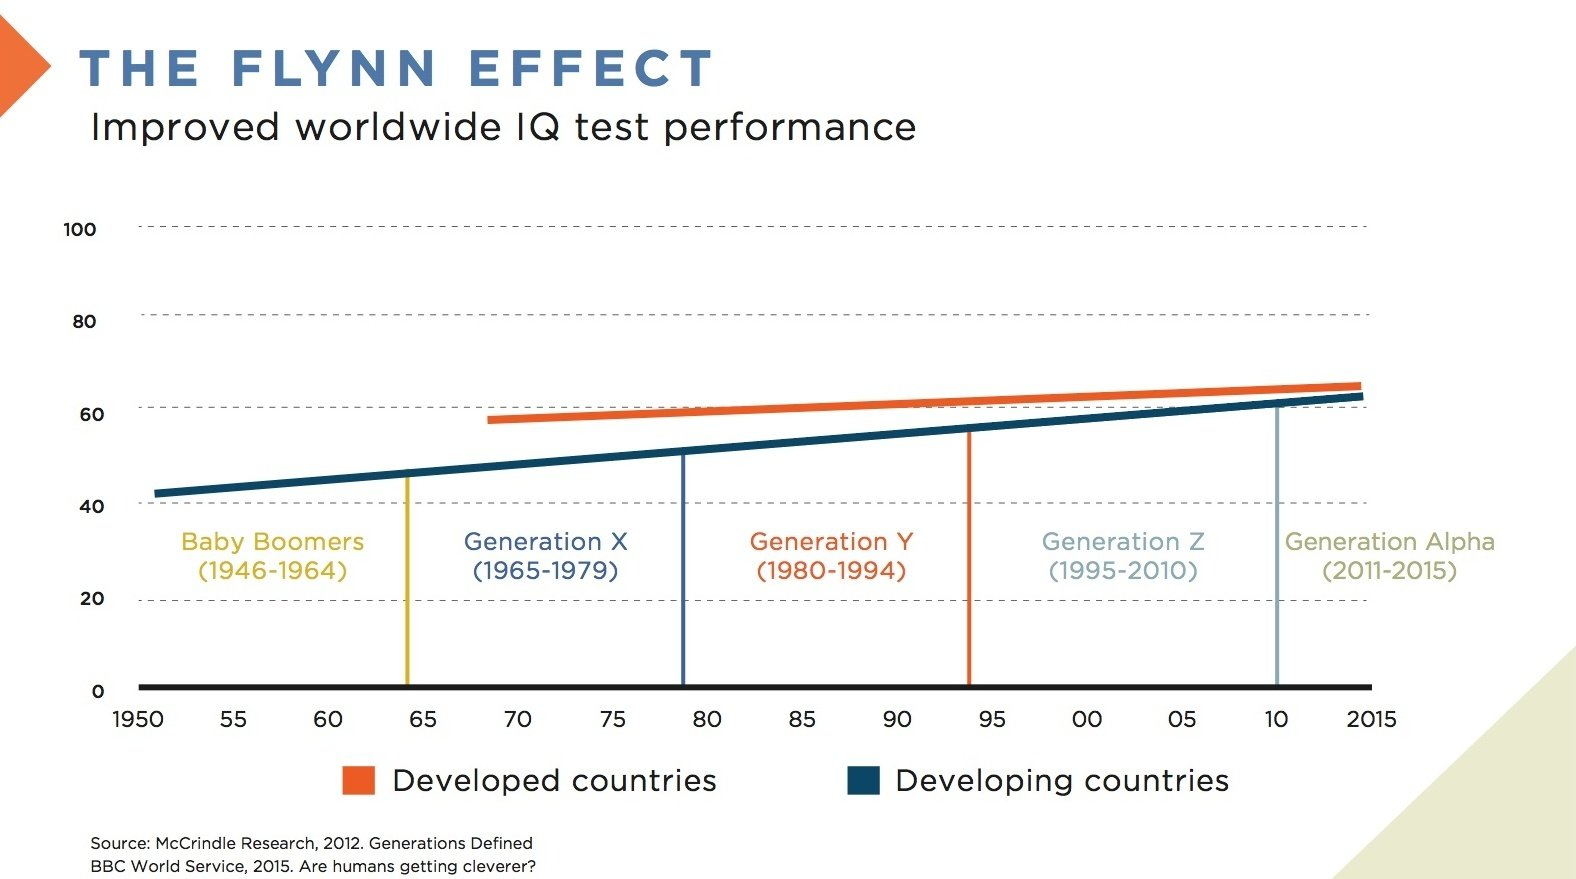 THE FLYNN EFFECT
Improved worldwide IQ test performance
100
80
60
40
20
0
Baby Boomers
(1946-1964)
Generation X
(1965-1979)
Generation Y
(1980-1994)
Generation Z
(1995-2010)
Generation Alpha
(2011-2015)
1950 55 60 65 70 75 80 85 90 95 00 05 10 2015
Developed countries
Developing countries
Source: McCrindle Research, 2012. Generations Defined
BBC World Service, 2015. Are humans getting cleverer?